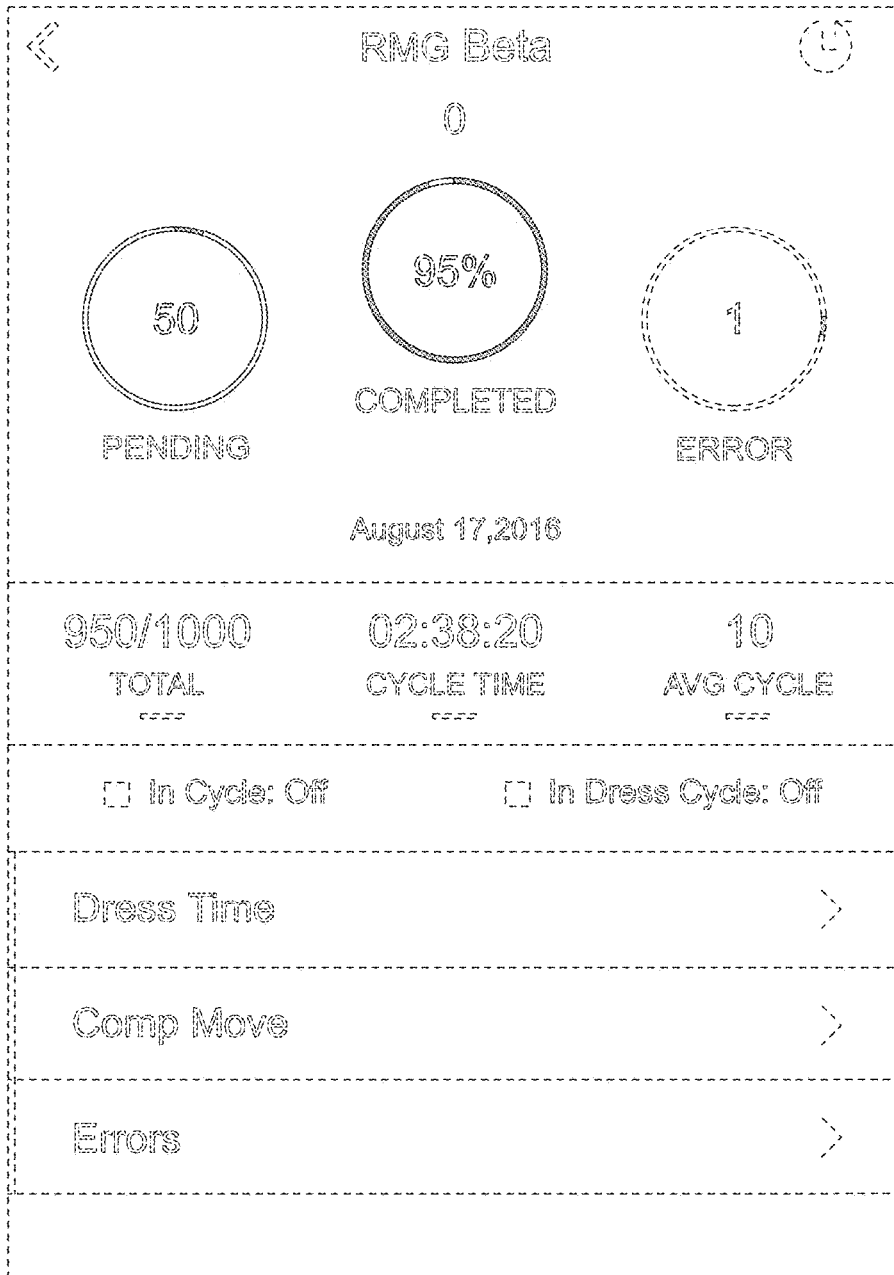 RMG Beta
0
50
95%
1
PENDING
COMPLETED
ERROR
August 17,2016
950/1000
02:38:20
10
TOTAL
CYCLE TIME
AVG CYCLE
In Cycle: Off
In Dress Cycle: Off
Dress Time
Comp Move
Errors